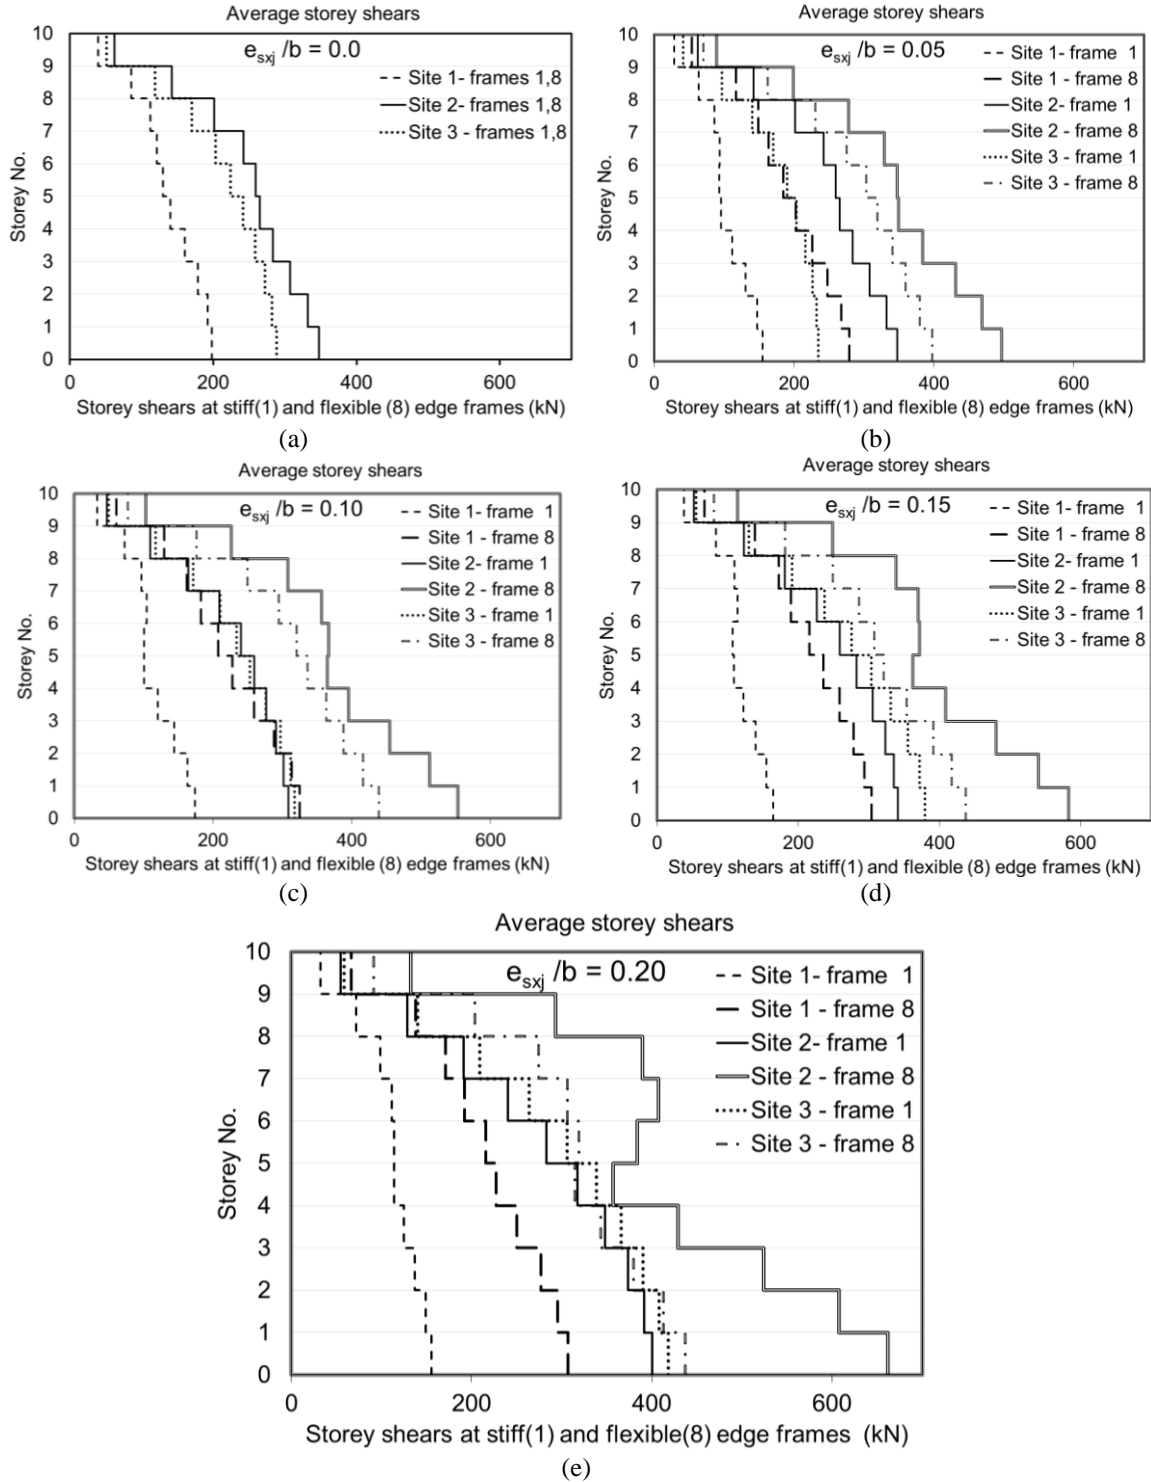 Average storey shears
e_sxj /b = 0.0
Site 1- frames 1,8
Site 2- frames 1,8
Site 3 - frames 1,8
Storey No.
10
9
8
7
6
5
4
3
2
1
0
0 200 400 600
Storey shears at stiff(1) and flexible (8) edge frames (kN)
(a)
Average storey shears
e_sxj /b = 0.05
Site 1- frame 1
Site 1 - frame 8
Site 2- frame 1
Site 2 - frame 8
Site 3 - frame 1
Site 3 - frame 8
Storey No.
10
9
8
7
6
5
4
3
2
1
0
0 200 400 600
Storey shears at stiff(1) and flexible (8) edge frames (kN)
(b)
Average storey shears
e_sxj /b = 0.10
Site 1- frame 1
Site 1 - frame 8
Site 2- frame 1
Site 2 - frame 8
Site 3 - frame 1
Site 3 - frame 8
Storey No.
10
9
8
7
6
5
4
3
2
1
0
0 200 400 600
Storey shears at stiff(1) and flexible (8) edge frames (kN)
(c)
Average storey shears
e_sxj /b = 0.15
Site 1- frame 1
Site 1 - frame 8
Site 2- frame 1
Site 2 - frame 8
Site 3 - frame 1
Site 3 - frame 8
Storey No.
10
9
8
7
6
5
4
3
2
1
0
0 200 400 600
Storey shears at stiff(1) and flexible (8) edge frames (kN)
(d)
Average storey shears
e_sxj /b = 0.20
Site 1- frame 1
Site 1 - frame 8
Site 2- frame 1
Site 2 - frame 8
Site 3 - frame 1
Site 3 - frame 8
Storey No.
10
9
8
7
6
5
4
3
2
1
0
0 200 400 600
Storey shears at stiff(1) and flexible(8) edge frames (kN)
(e)